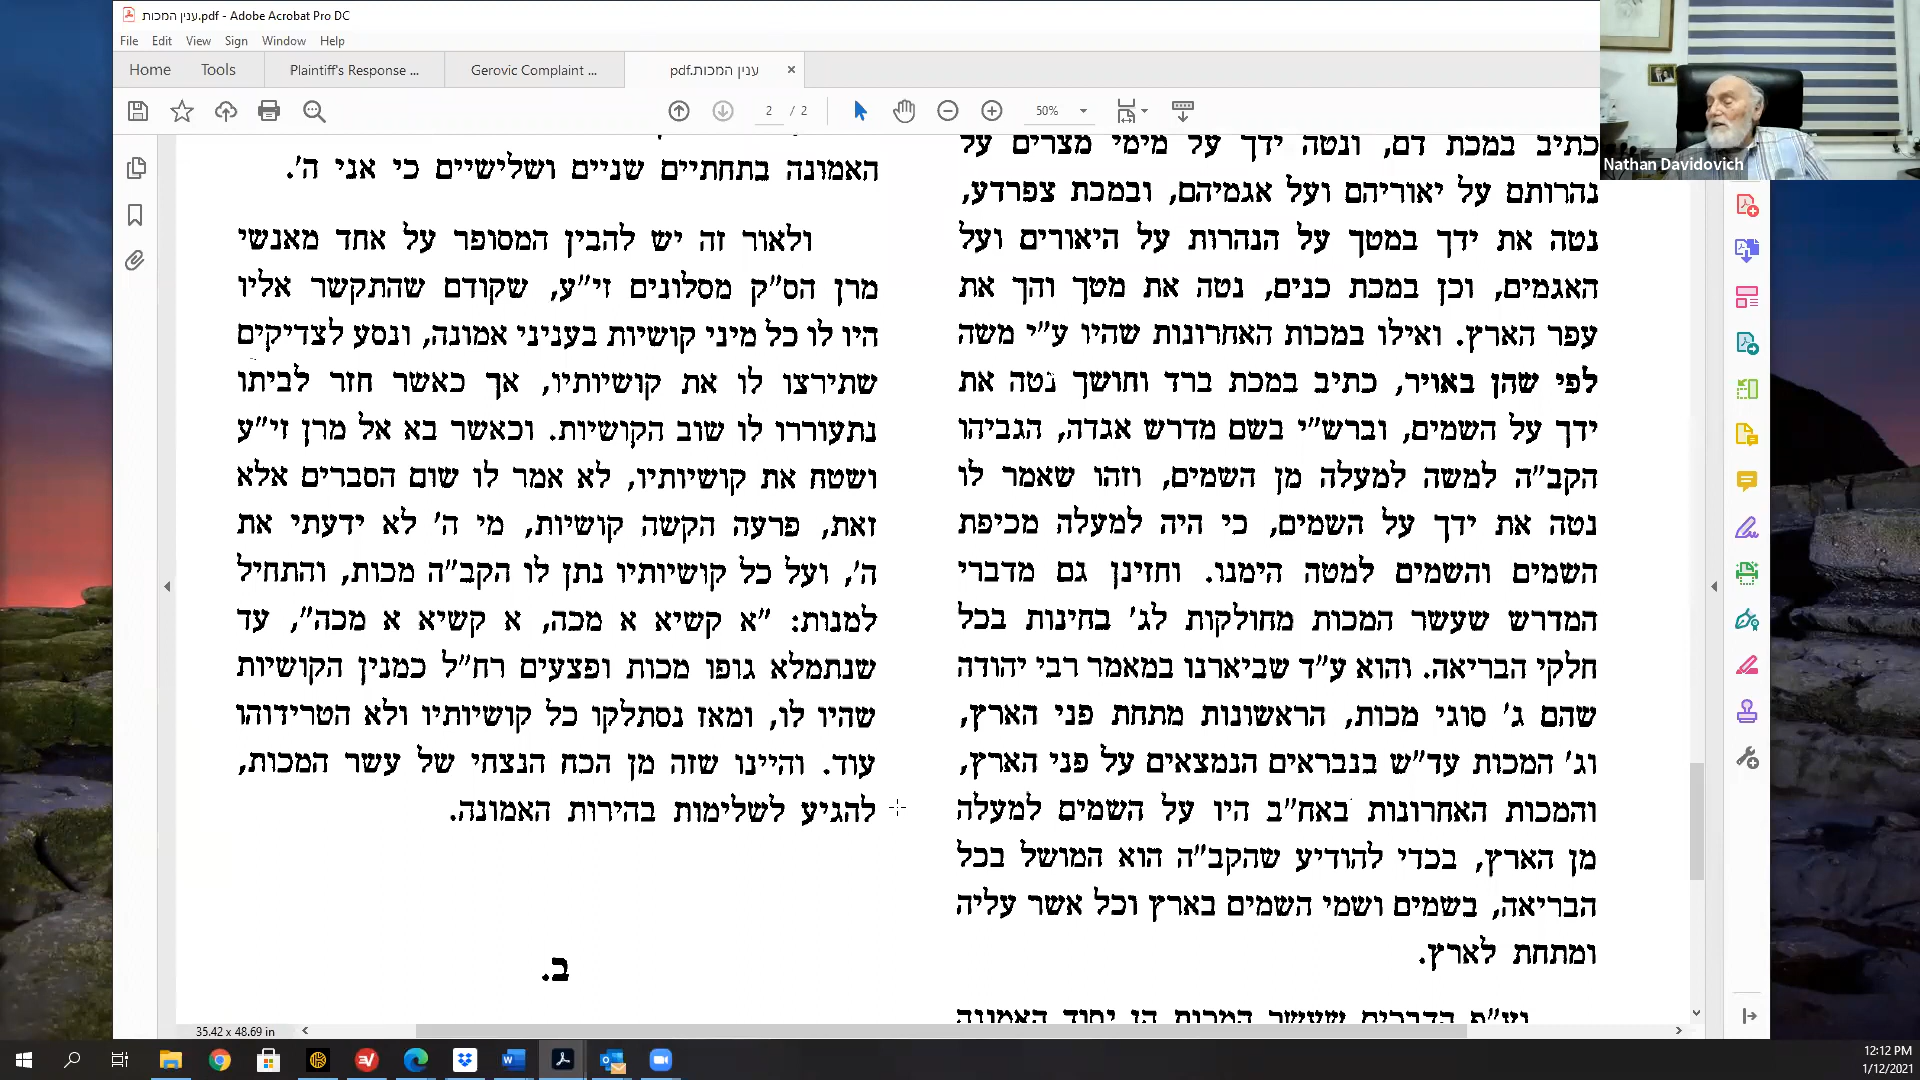 ענין המכות.pdf - Adobe Acrobat Pro DC
File Edit View Sign Window Help
Home Tools Plaintiff's Response ... Gerovic Complaint ... ענין המכות.pdf
2 / 2 50%
Nathan Davidovich
כתיב במכת דם, ונטה ידך על מימי מצרים על
נהרותם על יאוריהם ועל אגמיהם, ובמכת צפרדע,
נטה את ידך במטך על הנהרות על היאורים ועל
האגמים, וכן במכת כנים, נטה את מטך והך את
עפר הארץ. ואילו במכות האחרונות שהיו ע"י משה
לפי שהן באויר, כתיב במכת ברד וחושך נטה את
ידך על השמים, וברש"י בשם מדרש אגדה, הגביהו
הקב"ה למשה למעלה מן השמים, וזהו שאמר לו
נטה את ידך על השמים, כי היה למעלה מכיפת
השמים והשמים למטה הימנו. וחזינן גם מדברי
המדרש שעשר המכות מחולקות לג' בחינות בכל
חלקי הבריאה. והוא ע"ד שביארנו במאמר רבי יהודה
שהם ג' סוגי מכות, הראשונות מתחת פני הארץ,
וג' המכות עד"ש בנבראים הנמצאים על פני הארץ,
והמכות האחרונות באח"ב היו על השמים למעלה
מן הארץ, בכדי להודיע שהקב"ה הוא המושל בכל
הבריאה, בשמים ושמי השמים בארץ וכל אשר עליה
ומתחת לארץ.
וע"פ הדברים שעשר המכות הן יסוד האמונה
האמונה בתחתיים שניים ושלישיים כי אני ה'.
ולאור זה יש להבין המסופר על אחד מאנשי
מרן הס"ק מסלונים זי"ע, שקודם שהתקשר אליו
היו לו כל מיני קושיות בעניני אמונה, ונסע לצדיקים
שתירצו לו את קושיותיו, אך כאשר חזר לביתו
נתעוררו לו שוב הקושיות. וכאשר בא אל מרן זי"ע
ושטח את קושיותיו, לא אמר לו שום הסברים אלא
זאת, פרעה הקשה קושיות, מי ה' לא ידעתי את
ה', ועל כל קושיותיו נתן לו הקב"ה מכות, והתחיל
למנות: "א קשיא א מכה, א קשיא א מכה", עד
שנתמלא גופו מכות ופצעים רח"ל כמנין הקושיות
שהיו לו, ומאז נסתלקו כל קושיותיו ולא הטרידוהו
עוד. והיינו שזה מן הכח הנצחי של עשר המכות,
להגיע לשלימות בהירות האמונה.
ב.
35.42 x 48.69 in
12:12 PM
1/12/2021